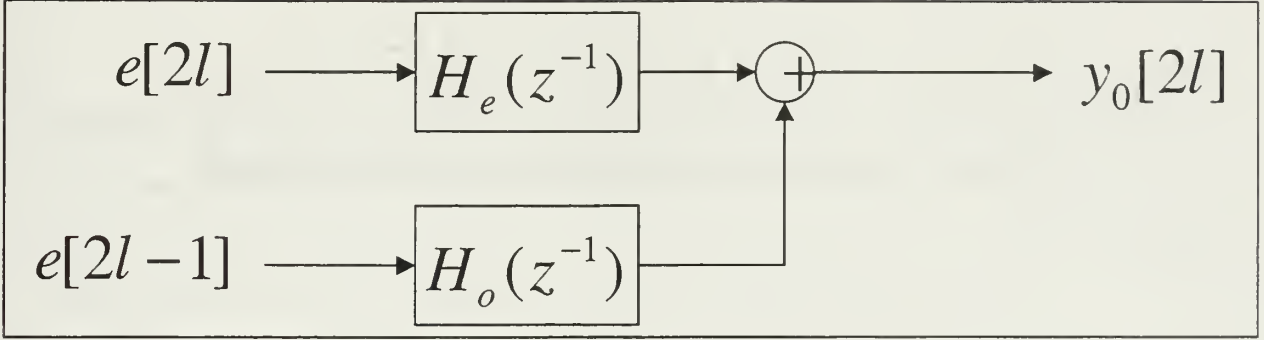 e[2l] H_e(z^{-1}) + y_0[2l]
e[2l−1] H_o(z^{-1})